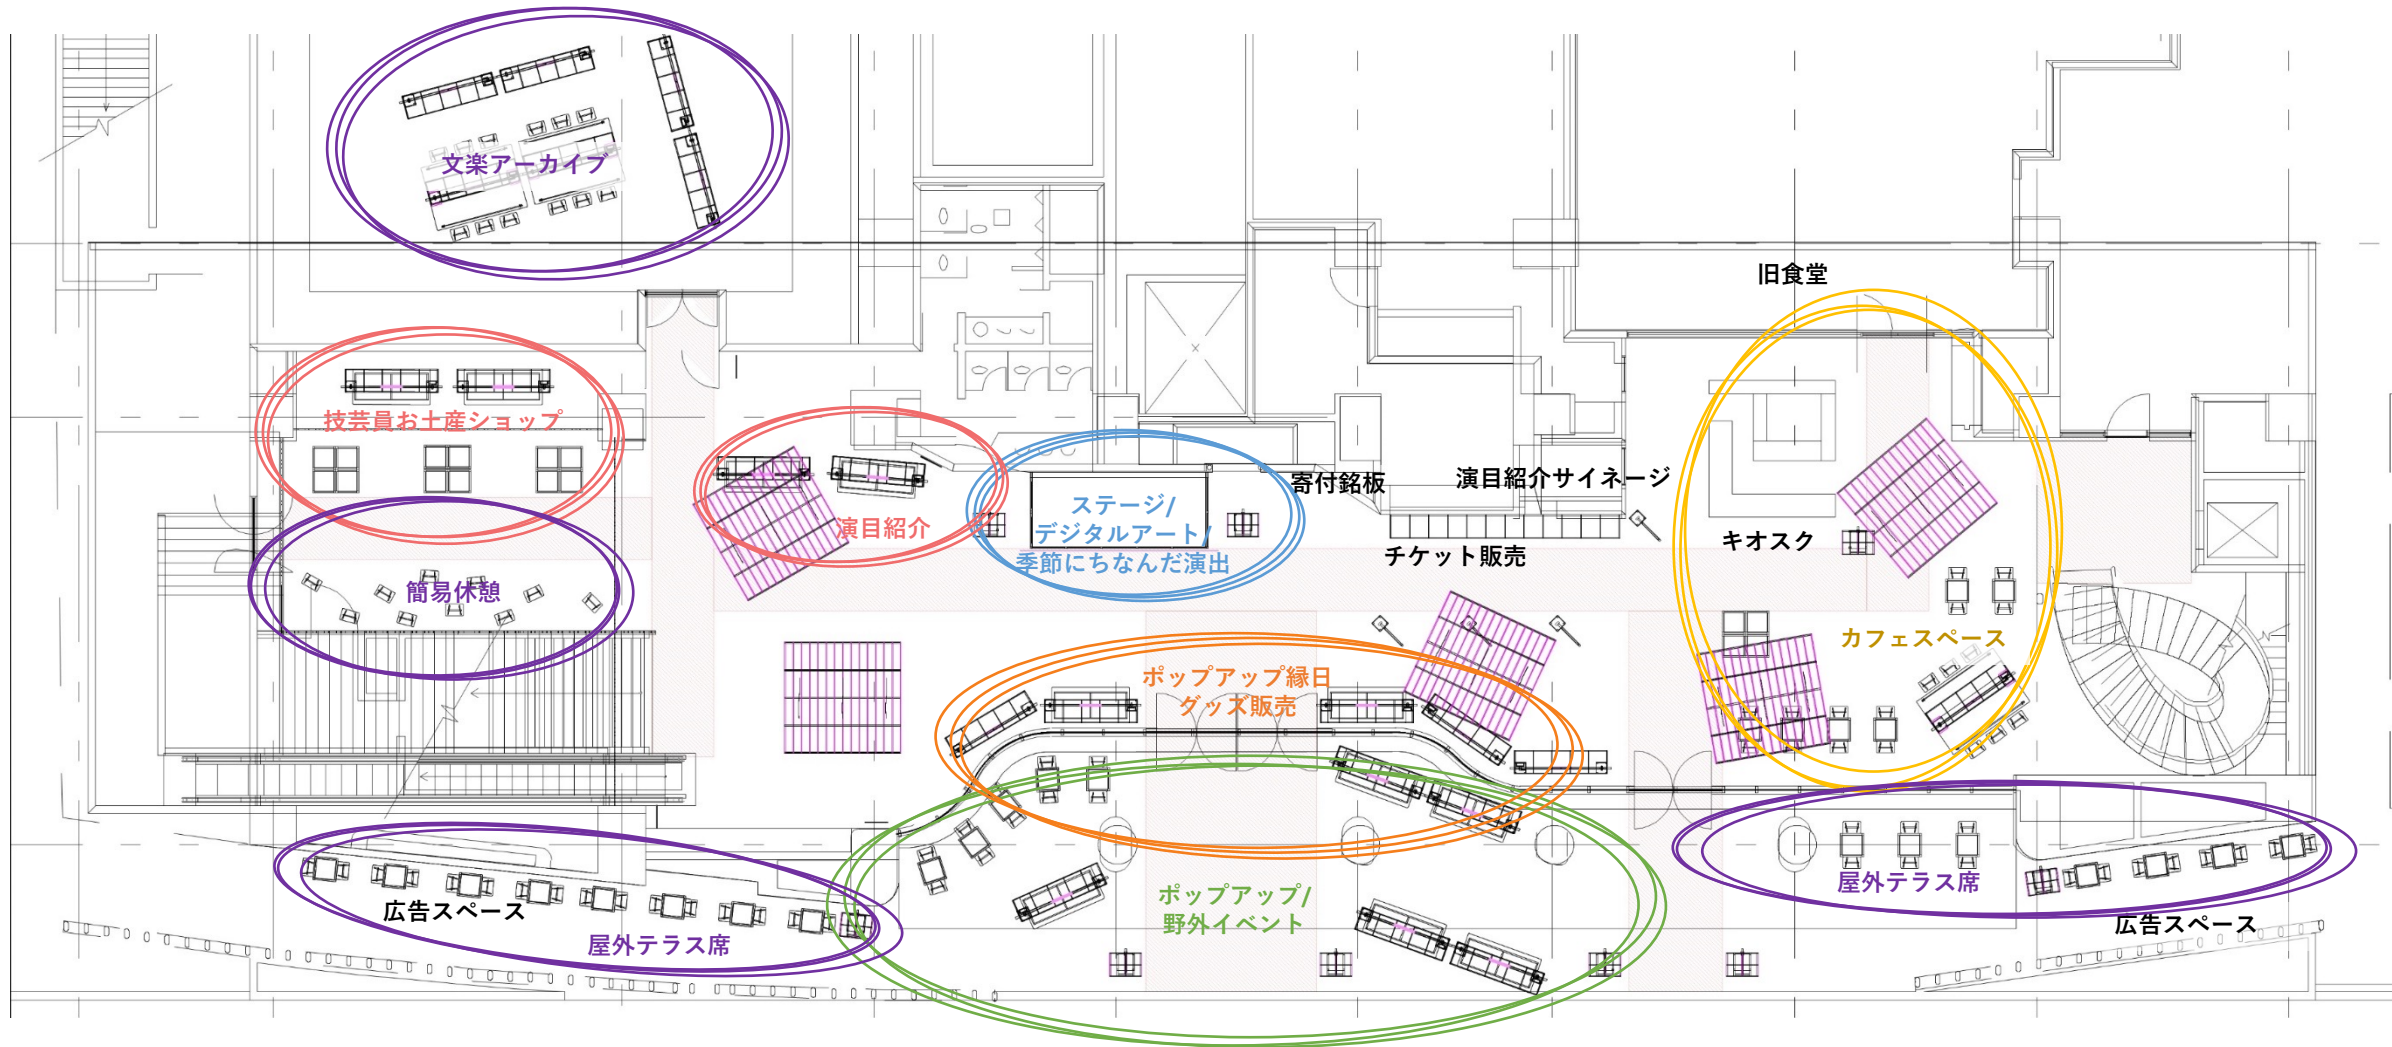 文楽アーカイブ
旧食堂
技芸員お土産ショップ
寄付銘板
演目紹介サイネージ
ステージ/
デジタルアート/
季節にちなんだ演出
演目紹介
キオスク
チケット販売
簡易休憩
カフェスペース
ポップアップ縁日
グッズ販売
屋外テラス席
ポップアップ/
野外イベント
広告スペース
広告スペース
屋外テラス席